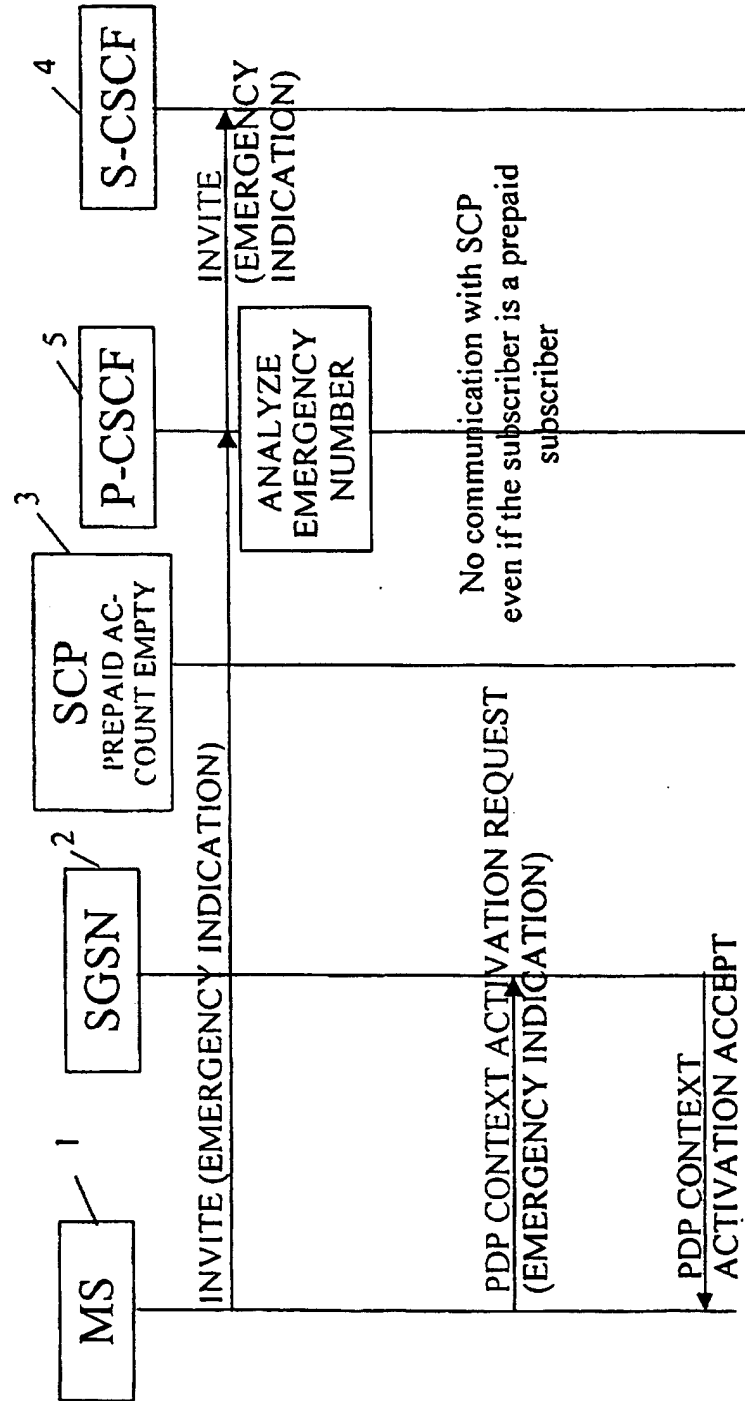 MS
1
SGSN
2
SCP
PREPAID AC-
COUNT EMPTY
3
P-CSCF
5
S-CSCF
4
INVITE (EMERGENCY INDICATION)
INVITE
(EMERGENCY
INDICATION)
ANALYZE
EMERGENCY
NUMBER
No communication with SCP
even if the subscriber is a prepaid
subscriber
PDP CONTEXT ACTIVATION REQUEST
(EMERGENCY INDICATION)
PDP CONTEXT
ACTIVATION ACCEPT